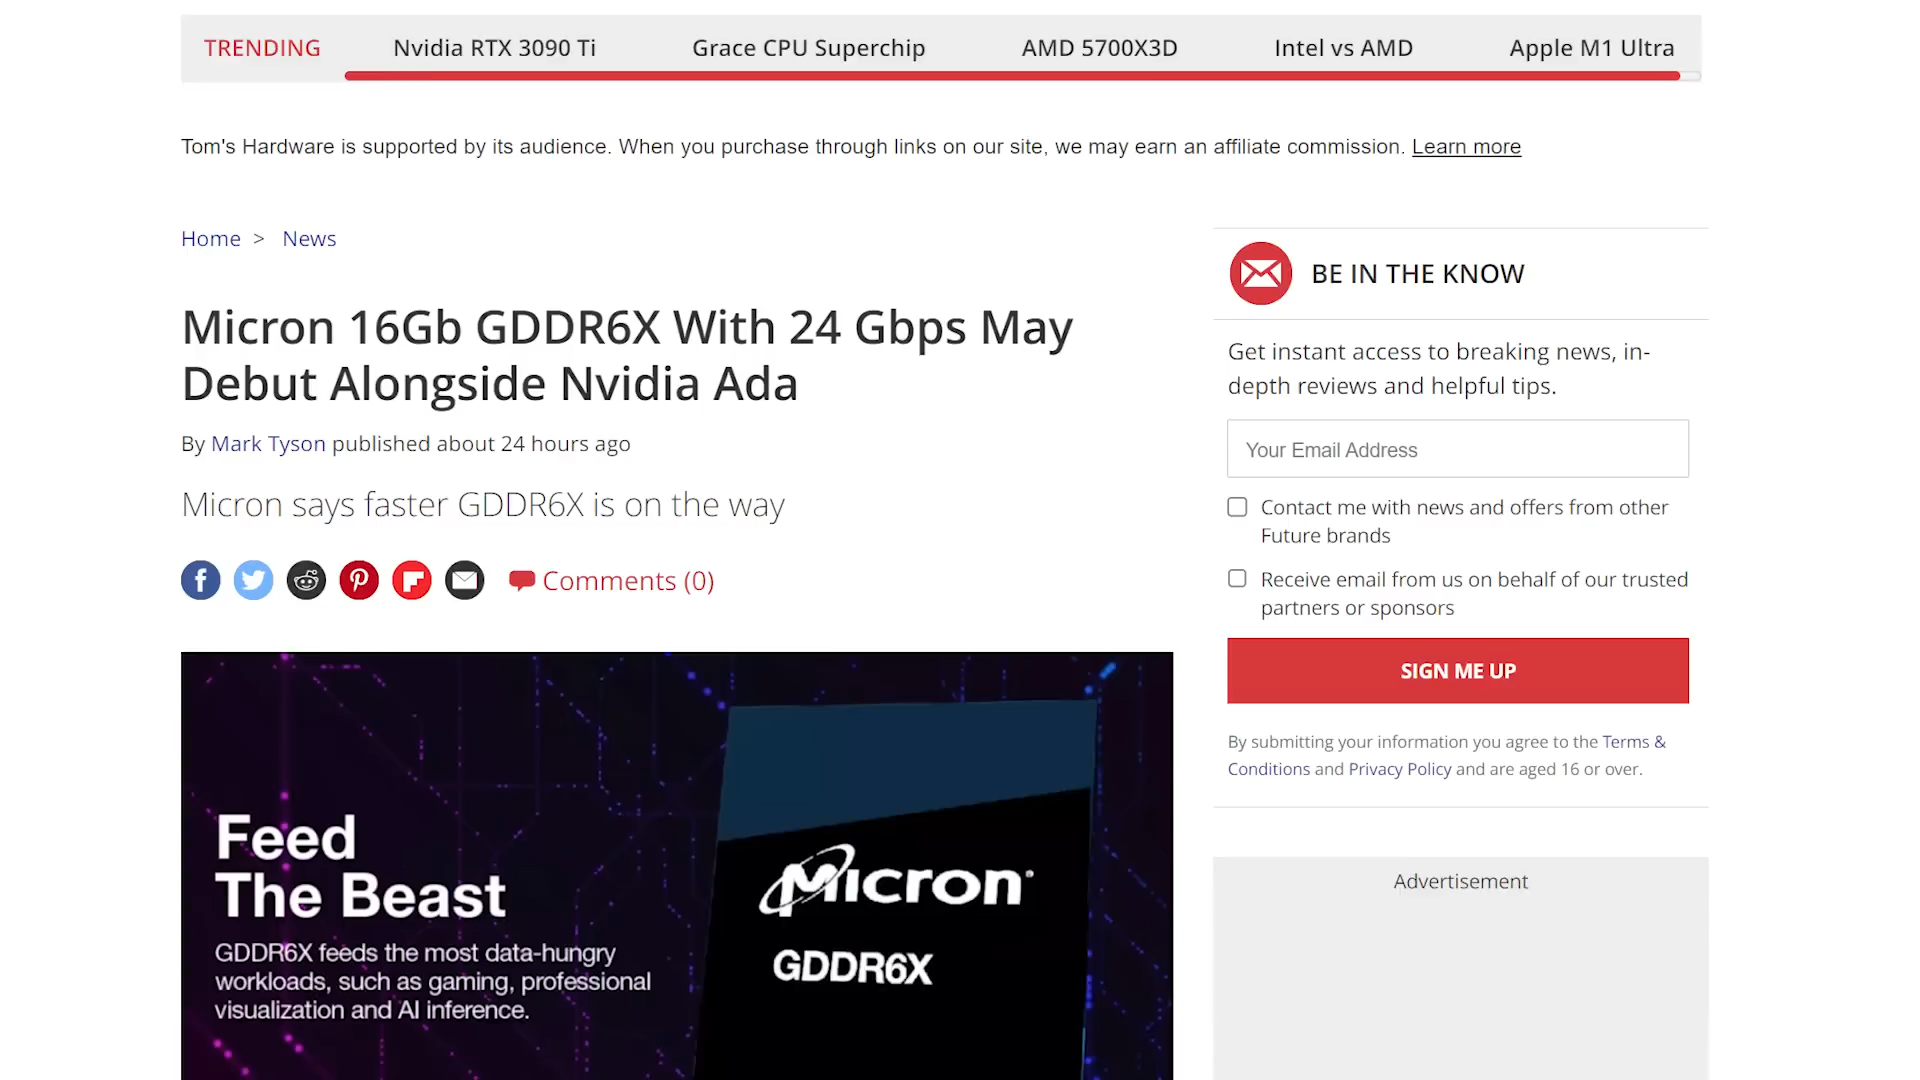 TRENDING Nvidia RTX 3090 Ti Grace CPU Superchip AMD 5700X3D Intel vs AMD Apple M1 Ultra
Tom's Hardware is supported by its audience. When you purchase through links on our site, we may earn an affiliate commission. Learn more
Home > News
Micron 16Gb GDDR6X With 24 Gbps May
Debut Alongside Nvidia Ada
By Mark Tyson published about 24 hours ago
Micron says faster GDDR6X is on the way
Comments (0)
Feed
The Beast
GDDR6X feeds the most data-hungry
workloads, such as gaming, professional
visualization and AI inference.
Micron
GDDR6X
BE IN THE KNOW
Get instant access to breaking news, in-
depth reviews and helpful tips.
Your Email Address
Contact me with news and offers from other
Future brands
Receive email from us on behalf of our trusted
partners or sponsors
SIGN ME UP
By submitting your information you agree to the Terms &
Conditions and Privacy Policy and are aged 16 or over.
Advertisement